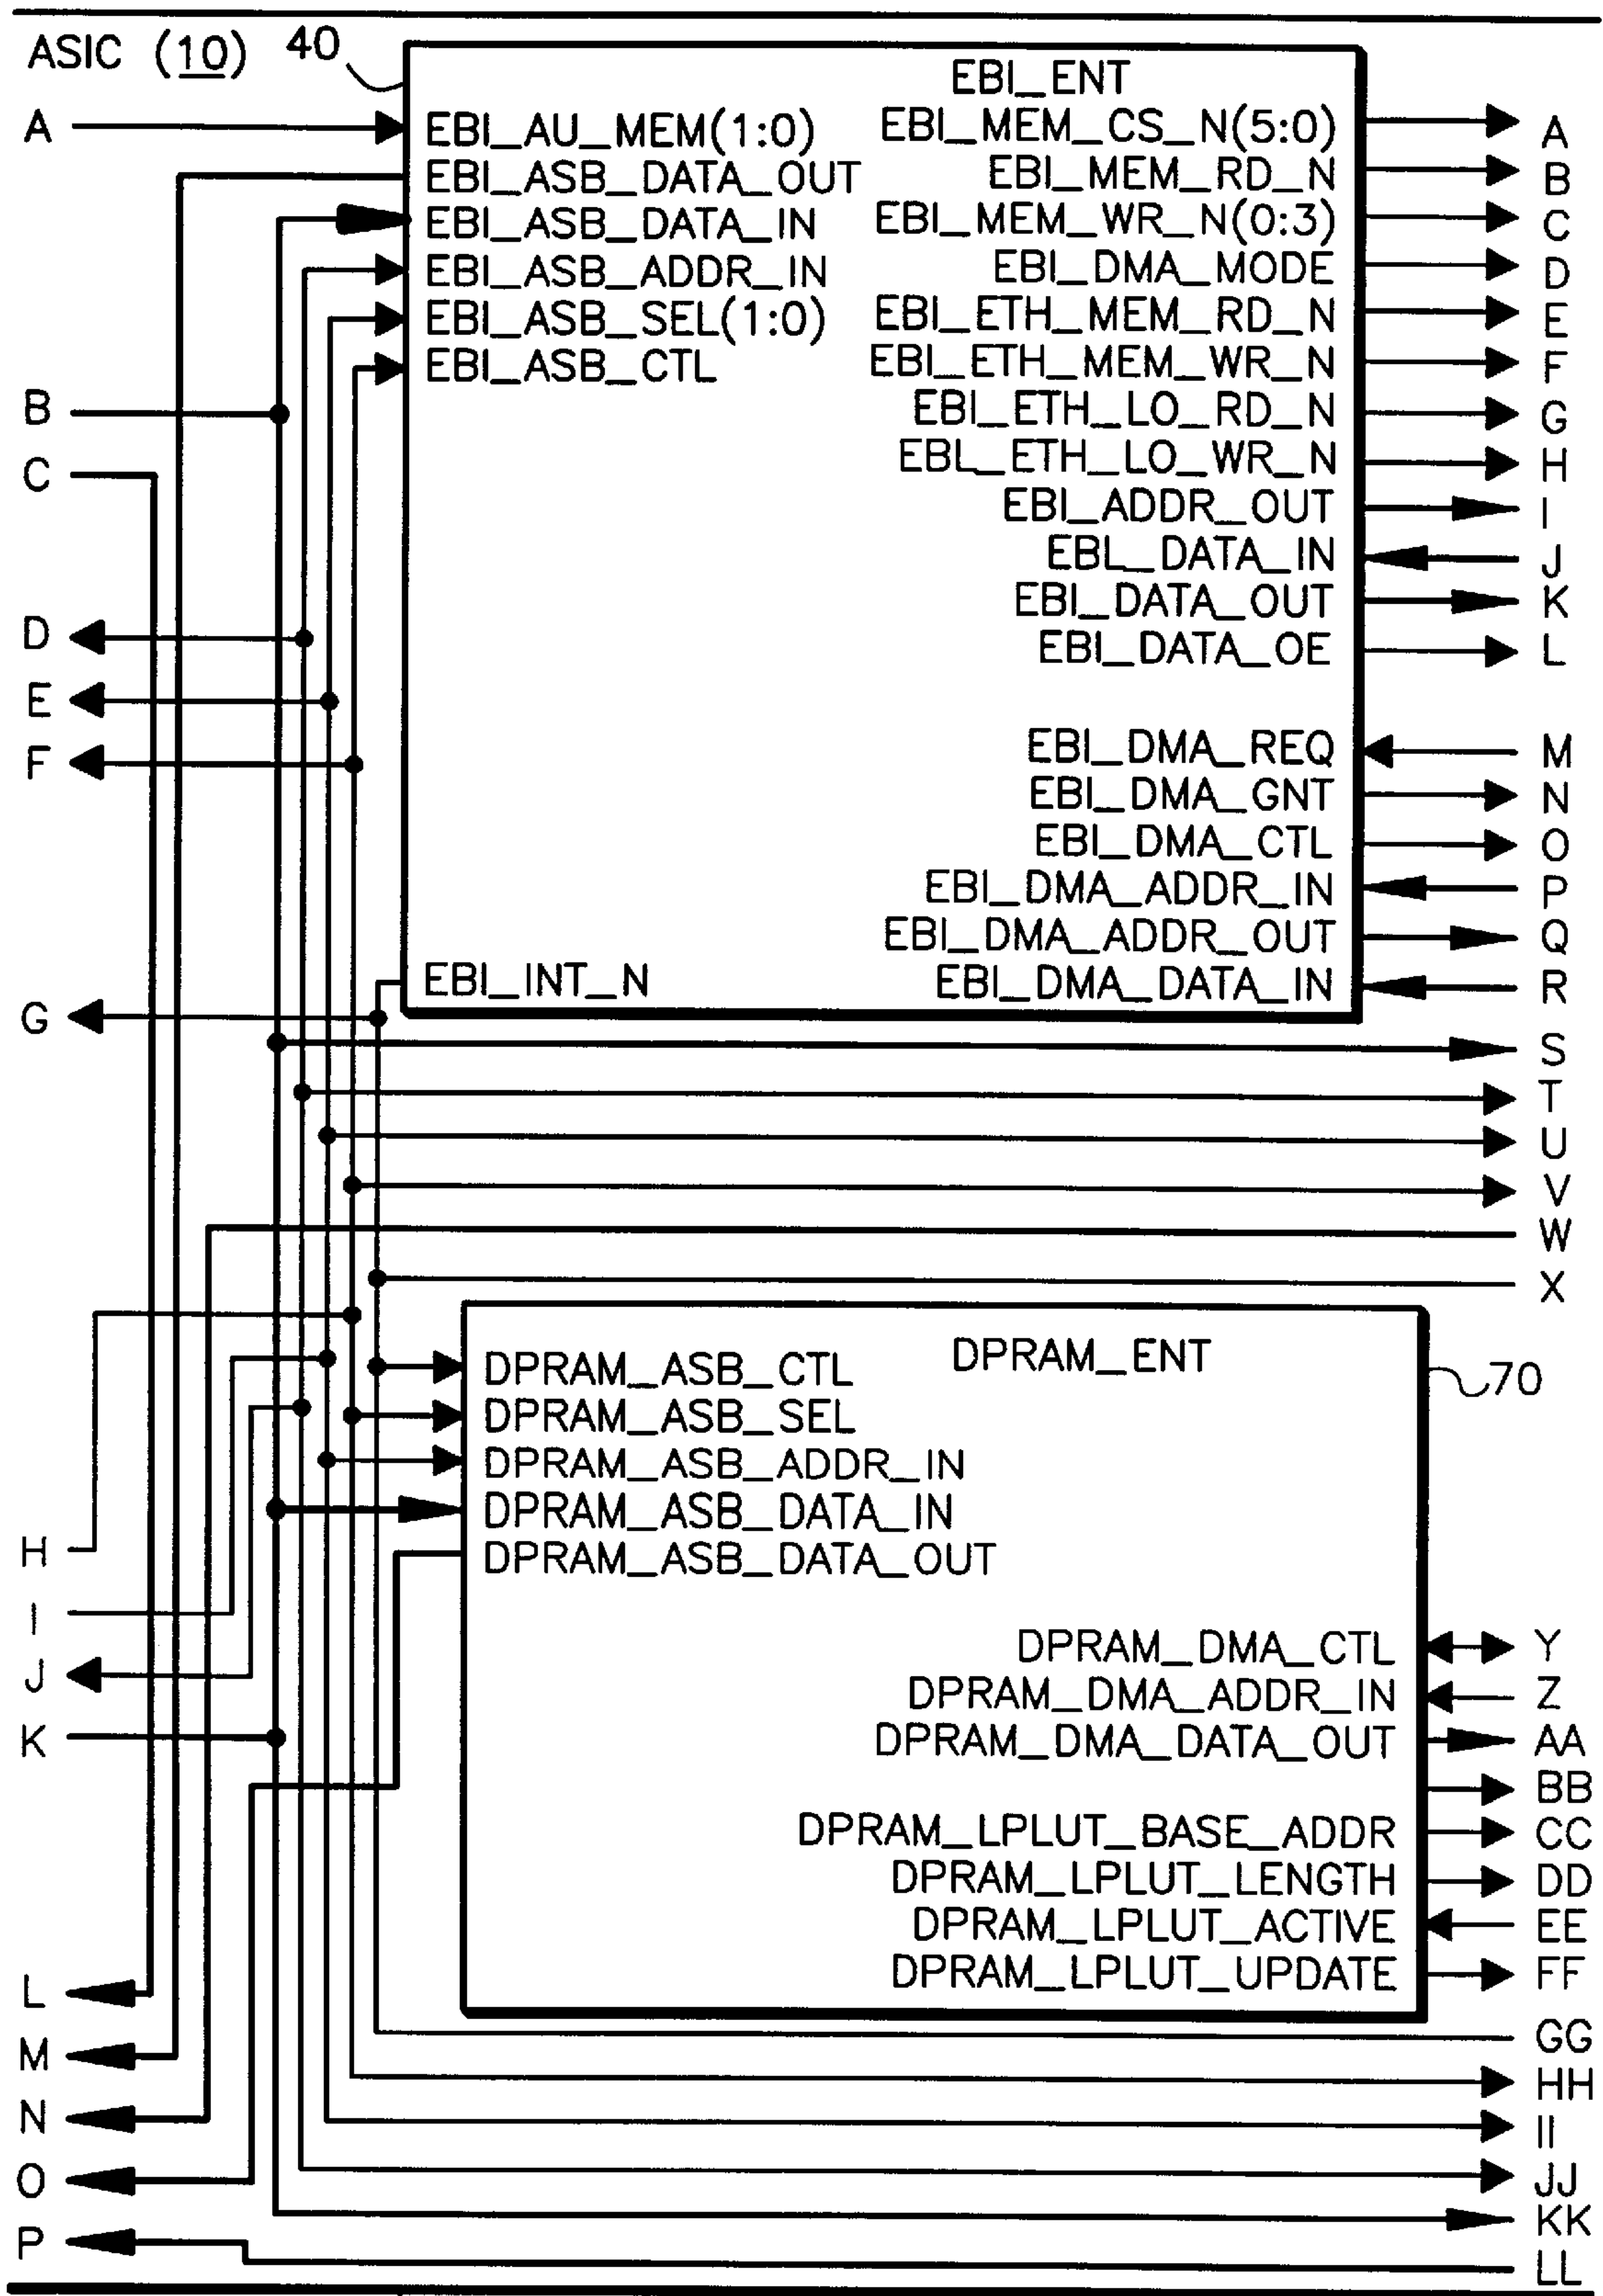 ASIC (10) 40
EBI_ENT
A EBI_AU_MEM(1:0) EBI_MEM_CS_N(5:0) A
EBI_ASB_DATA_OUT EBI_MEM_RD_N B
EBI_ASB_DATA_IN EBI_MEM_WR_N(0:3) C
EBI_ASB_ADDR_IN EBI_DMA_MODE D
EBI_ASB_SEL(1:0) EBI_ETH_MEM_RD_N E
EBI_ASB_CTL EBI_ETH_MEM_WR_N F
B EBI_ETH_LO_RD_N G
C EBL_ETH_LO_WR_N H
EBI_ADDR_OUT I
EBL_DATA_IN J
EBI_DATA_OUT K
D EBI_DATA_OE L
E
F EBI_DMA_REQ M
EBI_DMA_GNT N
EBI_DMA_CTL O
EBI_DMA_ADDR_IN P
EBI_DMA_ADDR_OUT Q
EBI_INT_N EBI_DMA_DATA_IN R
G
S
T
U
V
W
X
DPRAM_ENT
DPRAM_ASB_CTL 70
DPRAM_ASB_SEL
DPRAM_ASB_ADDR_IN
DPRAM_ASB_DATA_IN
H DPRAM_ASB_DATA_OUT
I
DPRAM_DMA_CTL Y
J DPRAM_DMA_ADDR_IN Z
K DPRAM_DMA_DATA_OUT AA
BB
DPRAM_LPLUT_BASE_ADDR CC
DPRAM_LPLUT_LENGTH DD
DPRAM_LPLUT_ACTIVE EE
L DPRAM_LPLUT_UPDATE FF
M GG
HH
N II
O JJ
KK
P LL